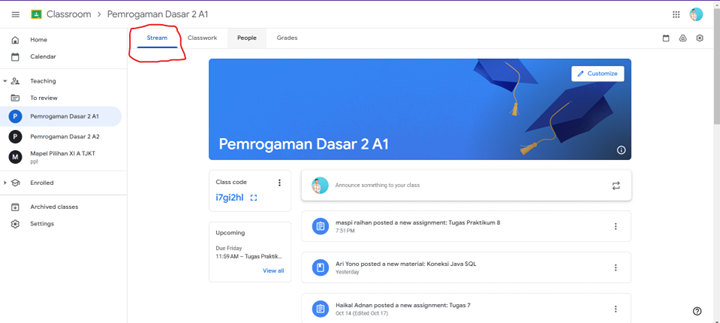 Classroom > Pemrogaman Dasar 2 A1
Home
Calendar
Teaching
To review
P Pemrogaman Dasar 2 A1
P Pemrogaman Dasar 2 A2
M Mapel Pilihan XI A TJKT
ppl
Enrolled
Archived classes
Settings
Stream Classwork People Grades
Customize
Pemrogaman Dasar 2 A1
Class code
i7gi2hl
Upcoming
Due Friday
11:59 AM – Tugas Praktik...
View all
Announce something to your class
maspi raihan posted a new assignment: Tugas Praktikum 8
7:51 PM
Ari Yono posted a new material: Koneksi Java SQL
Yesterday
Haikal Adnan posted a new assignment: Tugas 7
Oct 14 (Edited Oct 17)